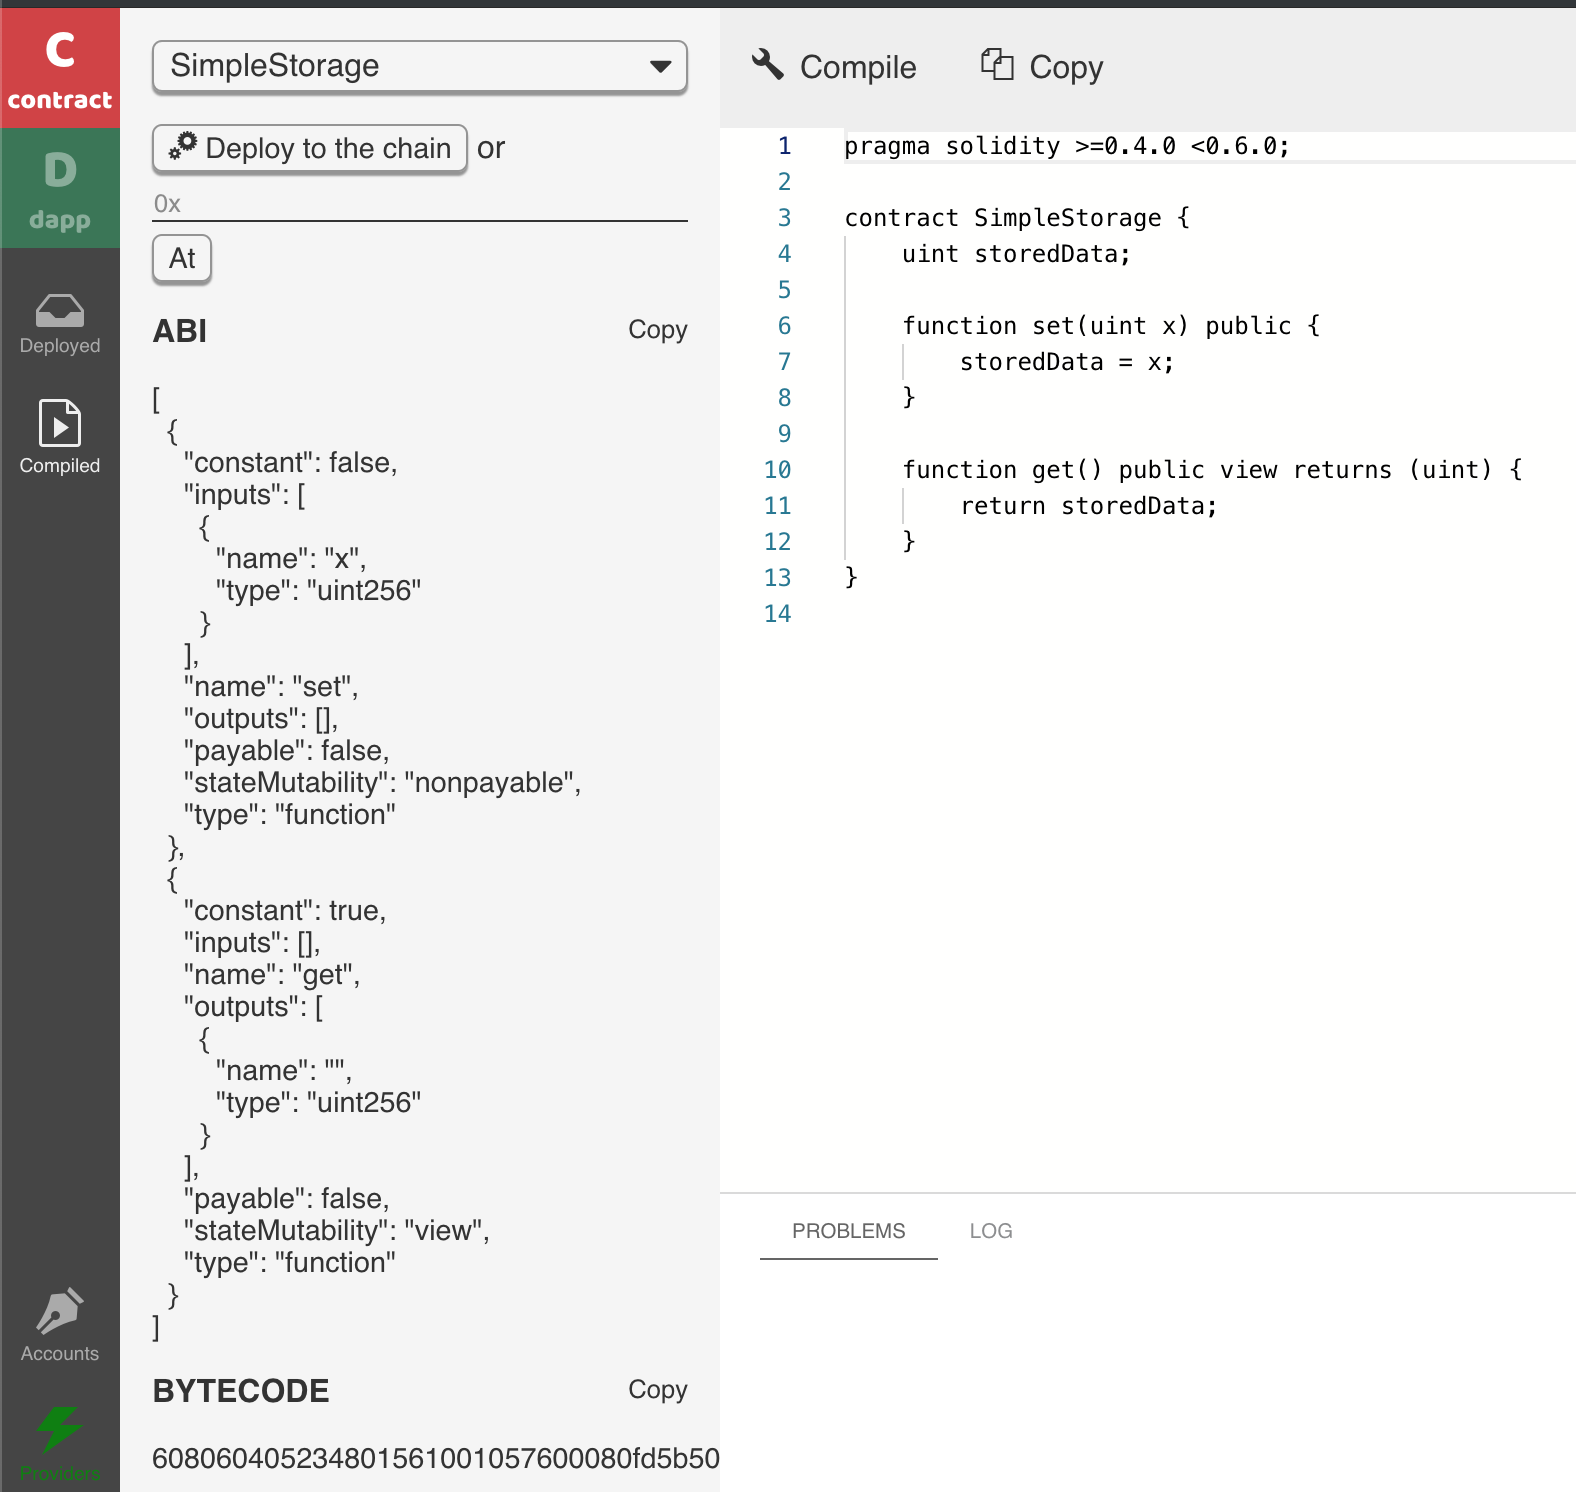 C
contract
D
dapp
Deployed
Compiled
Accounts
Providers
SimpleStorage
Deploy to the chain or
0x
At
ABI Copy
[
  {
    "constant": false,
    "inputs": [
      {
        "name": "x",
        "type": "uint256"
      }
    ],
    "name": "set",
    "outputs": [],
    "payable": false,
    "stateMutability": "nonpayable",
    "type": "function"
  },
  {
    "constant": true,
    "inputs": [],
    "name": "get",
    "outputs": [
      {
        "name": "",
        "type": "uint256"
      }
    ],
    "payable": false,
    "stateMutability": "view",
    "type": "function"
  }
]
BYTECODE Copy
608060405234801561001057600080fd5b50
Compile Copy
1 pragma solidity >=0.4.0 <0.6.0;
2
3 contract SimpleStorage {
4     uint storedData;
5
6     function set(uint x) public {
7         storedData = x;
8     }
9
10     function get() public view returns (uint) {
11         return storedData;
12     }
13 }
14
PROBLEMS LOG